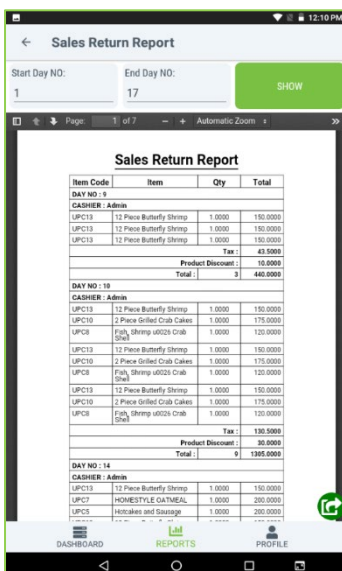 12:10 PM
Sales Return Report
Start Day NO:
End Day NO:
1
17
SHOW
Page: 1 of 7 − + Automatic Zoom
Sales Return Report
Item Code Item Qty Total
DAY NO : 9
CASHIER : Admin
UPC13 12 Piece Butterfly Shrimp 1.0000 150.0000
UPC13 12 Piece Butterfly Shrimp 1.0000 150.0000
UPC13 12 Piece Butterfly Shrimp 1.0000 150.0000
Tax : 43.5000
Product Discount : 10.0000
Total : 3 440.0000
DAY NO : 10
CASHIER : Admin
UPC13 12 Piece Butterfly Shrimp 1.0000 150.0000
UPC10 2 Piece Grilled Crab Cakes 1.0000 175.0000
UPC8 Fish, Shrimp u0026 Crab 1.0000 120.0000
Shell
UPC13 12 Piece Butterfly Shrimp 1.0000 150.0000
UPC10 2 Piece Grilled Crab Cakes 1.0000 175.0000
UPC8 Fish, Shrimp u0026 Crab 1.0000 120.0000
Shell
UPC13 12 Piece Butterfly Shrimp 1.0000 150.0000
UPC10 2 Piece Grilled Crab Cakes 1.0000 175.0000
UPC8 Fish, Shrimp u0026 Crab 1.0000 120.0000
Shell
Tax : 130.5000
Product Discount : 30.0000
Total : 9 1305.0000
DAY NO : 14
CASHIER : Admin
UPC13 12 Piece Butterfly Shrimp 1.0000 150.0000
UPC7 HOMESTYLE OATMEAL 1.0000 200.0000
UPC5 Hotcakes and Sausage 1.0000 200.0000
DASHBOARD REPORTS PROFILE